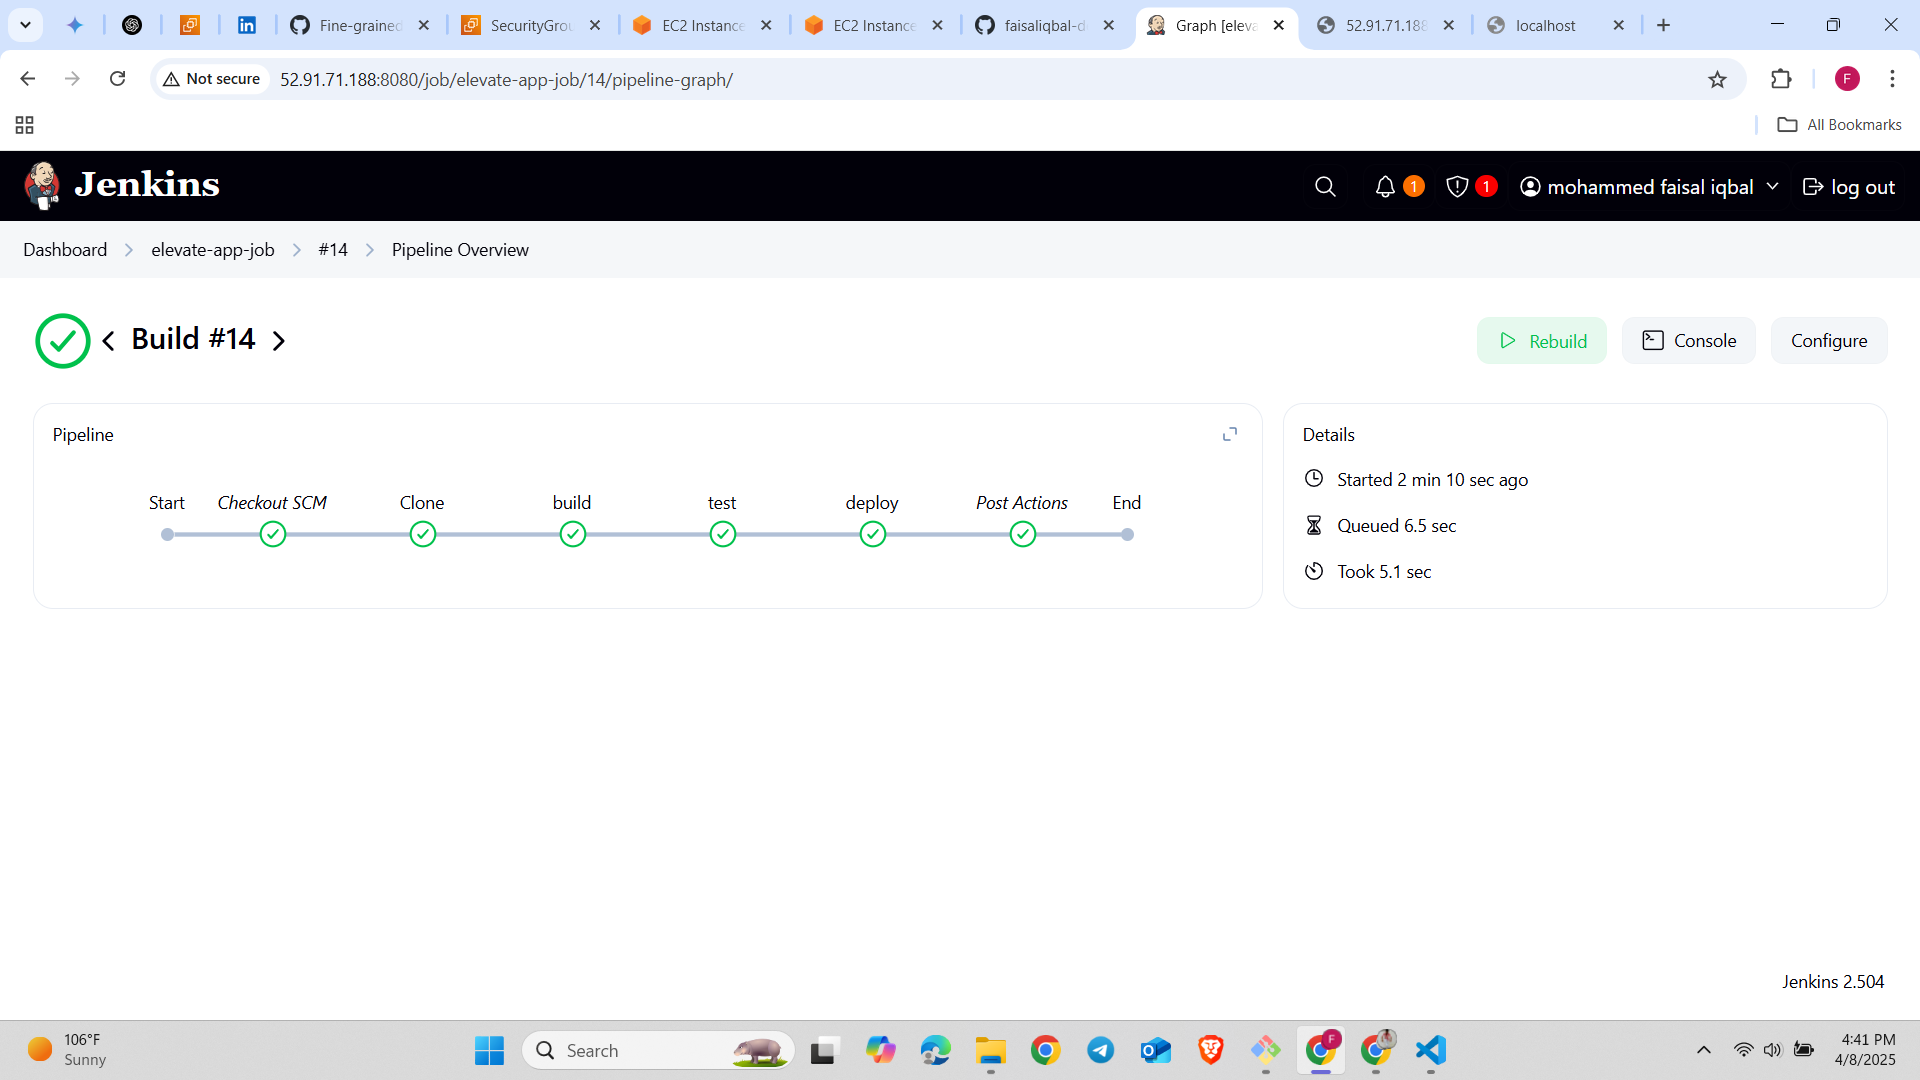 Fine-grained
SecurityGrou
EC2 Instance
EC2 Instance
faisaliqbal-de
Graph [eleva
52.91.71.188
localhost
Not secure
52.91.71.188:8080/job/elevate-app-job/14/pipeline-graph/
F
All Bookmarks
Jenkins
1
1
mohammed faisal iqbal
log out
Dashboard
elevate-app-job
#14
Pipeline Overview
Build #14
Rebuild
Console
Configure
Pipeline
Start
Checkout SCM
Clone
build
test
deploy
Post Actions
End
Details
Started 2 min 10 sec ago
Queued 6.5 sec
Took 5.1 sec
Jenkins 2.504
106°F
Sunny
Search
F
4:41 PM
4/8/2025